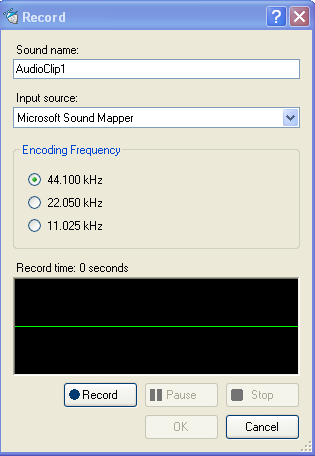 Record
Sound name:
AudioClip1
Input source:
Microsoft Sound Mapper
Encoding Frequency
44.100 kHz
22.050 kHz
11.025 kHz
Record time: 0 seconds
Record Pause Stop
OK Cancel